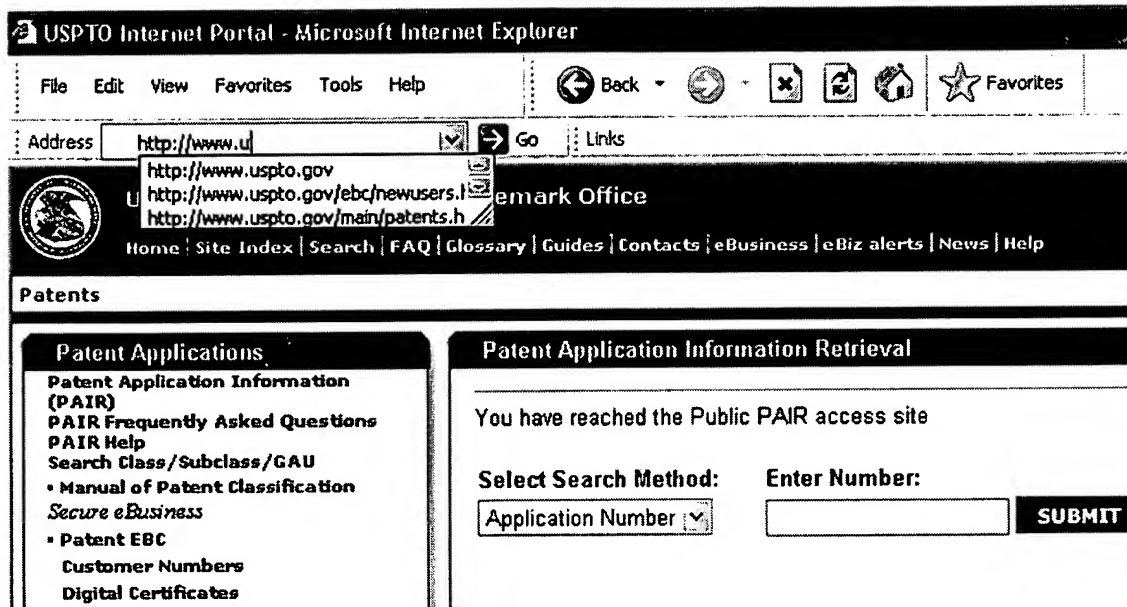 USPTO Internet Portal - Microsoft Internet Explorer
File Edit View Favorites Tools Help Back Favorites
Address http://www.u Go Links
http://www.uspto.gov
http://www.uspto.gov/ebc/newusers.
http://www.uspto.gov/main/patents.h
U emark Office
Home | Site Index | Search | FAQ | Glossary | Guides | Contacts | eBusiness | eBiz alerts | News | Help
Patents
Patent Applications
Patent Application Information
(PAIR)
PAIR Frequently Asked Questions
PAIR Help
Search Class/Subclass/GAU
▪ Manual of Patent Classification
Secure eBusiness
▪ Patent EBC
Customer Numbers
Digital Certificates
Patent Application Information Retrieval
You have reached the Public PAIR access site
Select Search Method: Enter Number:
Application Number SUBMIT